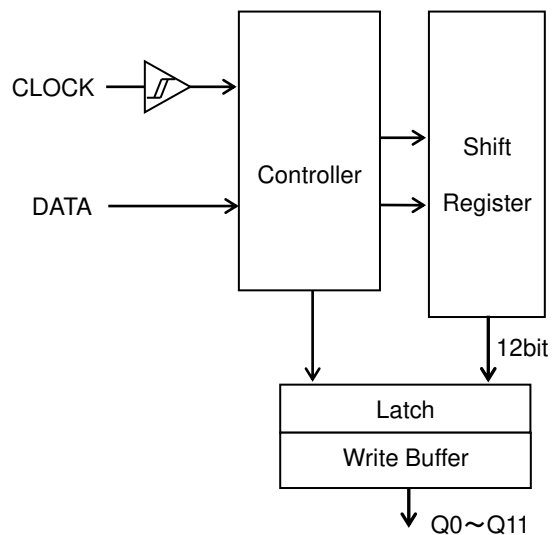 CLOCK
DATA
Controller
Shift
Register
12bit
Latch
Write Buffer
Q0～Q11